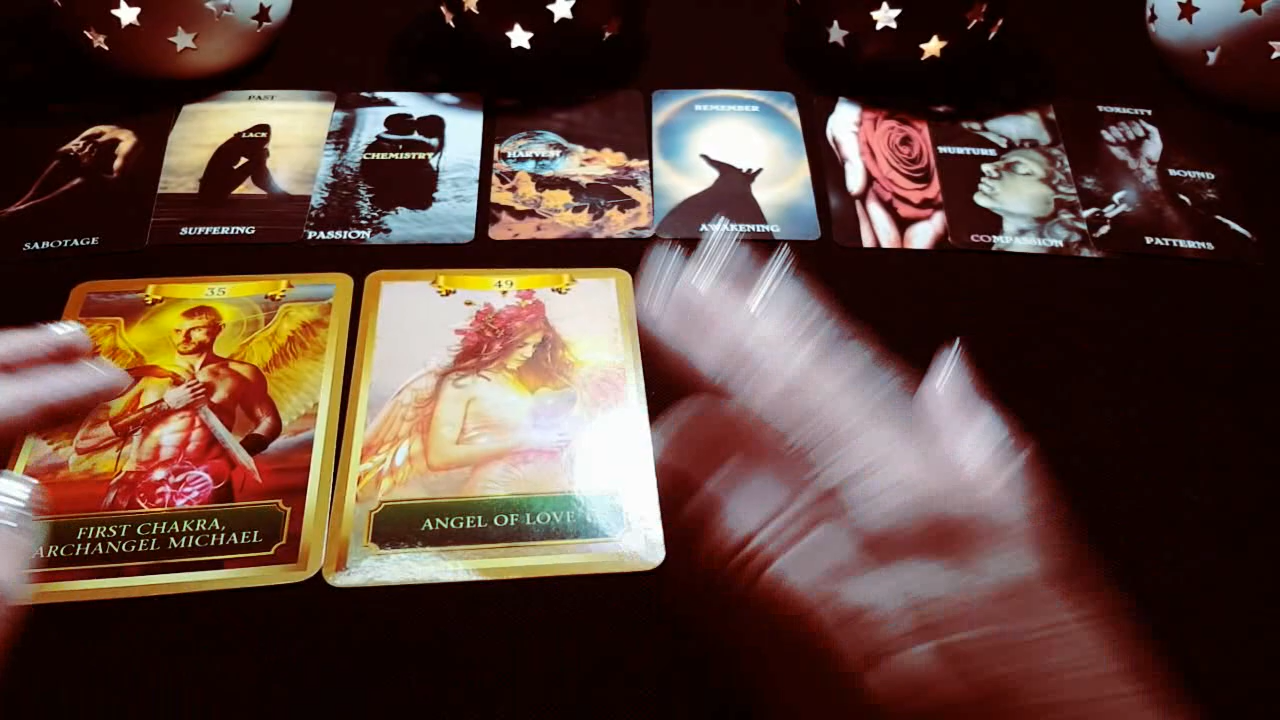 SABOTAGE
PAST
LACK
SUFFERING
CHEMISTRY
PASSION
HARVEST
REMEMBER
AWAKENING
NURTURE
COMPASSION
TOXICITY
BOUND
PATTERNS
35
FIRST CHAKRA,
ARCHANGEL MICHAEL
49
ANGEL OF LOVE